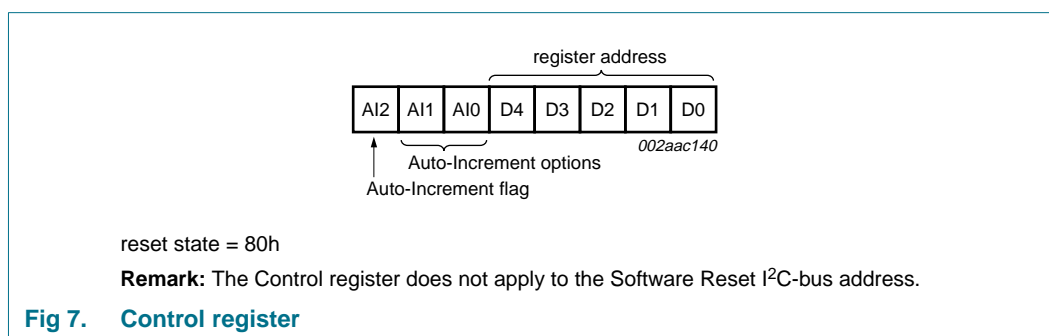 register address
AI2 AI1 AI0 D4 D3 D2 D1 D0
002aac140
Auto-Increment options
Auto-Increment flag
reset state = 80h
Remark: The Control register does not apply to the Software Reset I²C-bus address.
Fig 7. Control register